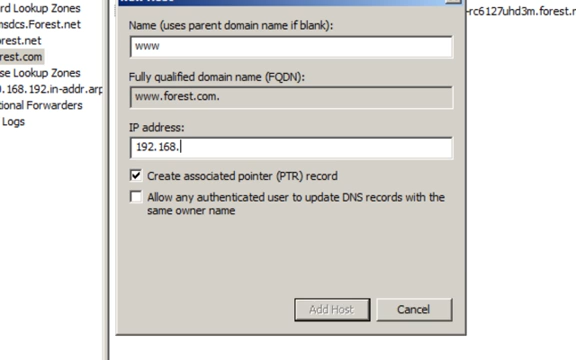 rd Lookup Zones
msdcs.Forest.net
orest.net
rest.com
se Lookup Zones
.168.192.in-addr.arp
tional Forwarders
Logs
rc6127uhd3m.forest.n
Name (uses parent domain name if blank):
www
Fully qualified domain name (FQDN):
www.forest.com.
IP address:
192.168.
Create associated pointer (PTR) record
Allow any authenticated user to update DNS records with the
same owner name
Add Host
Cancel